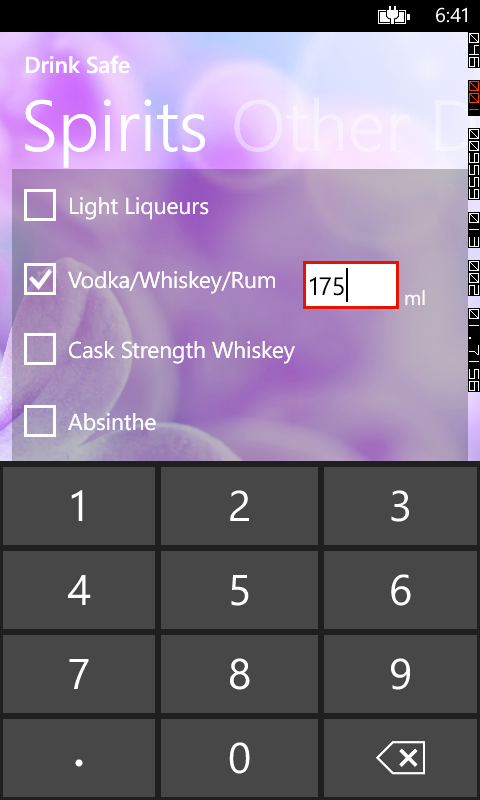 6:41
Drink Safe
Spirits Other D
Light Liqueurs
Vodka/Whiskey/Rum 175 ml
Cask Strength Whiskey
Absinthe
1 2 3
4 5 6
7 8 9
. 0